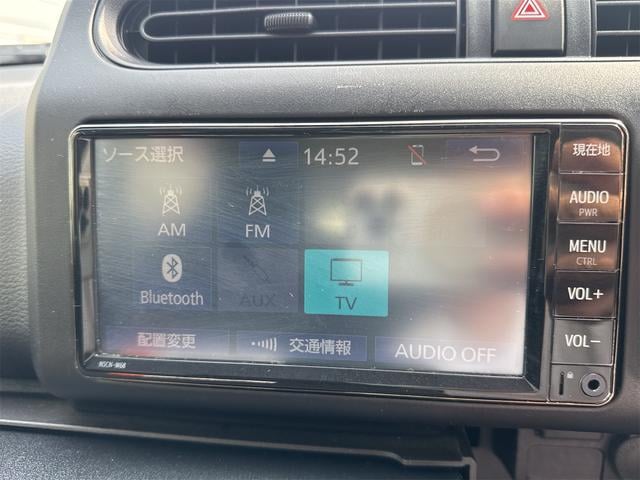 ソース選択
14:52
AM
FM
Bluetooth
AUX
TV
配置変更
交通情報
AUDIO OFF
NSCN-W68
現在地
AUDIO
PWR
MENU
CTRL
VOL+
VOL−